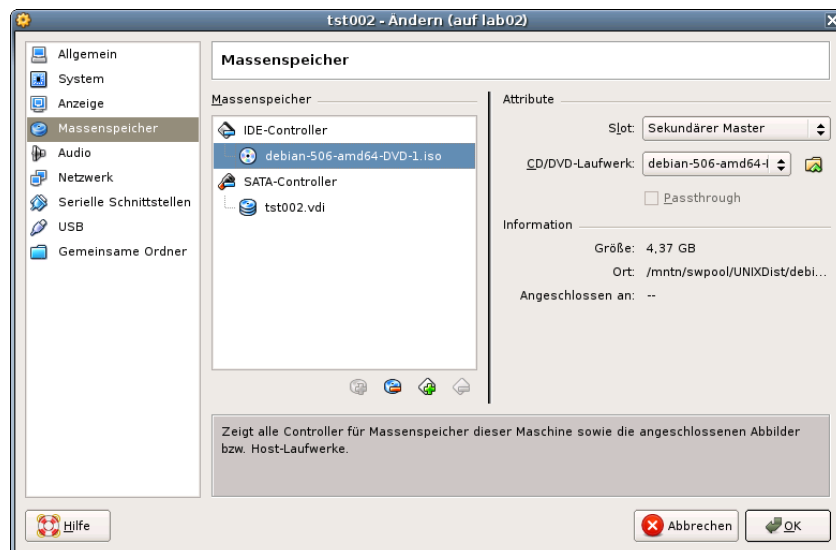 tst002 - Ändern (auf lab02)
Allgemein
System
Anzeige
Massenspeicher
Audio
Netzwerk
Serielle Schnittstellen
USB
Gemeinsame Ordner
Massenspeicher
Massenspeicher
IDE-Controller
debian-506-amd64-DVD-1.iso
SATA-Controller
tst002.vdi
Attribute
Slot: Sekundärer Master
CD/DVD-Laufwerk: debian-506-amd64-I
Passthrough
Information
Größe: 4,37 GB
Ort: /mntn/swpool/UNIXDist/debi...
Angeschlossen an: --
Zeigt alle Controller für Massenspeicher dieser Maschine sowie die angeschlossenen Abbilder
bzw. Host-Laufwerke.
Hilfe
Abbrechen
OK